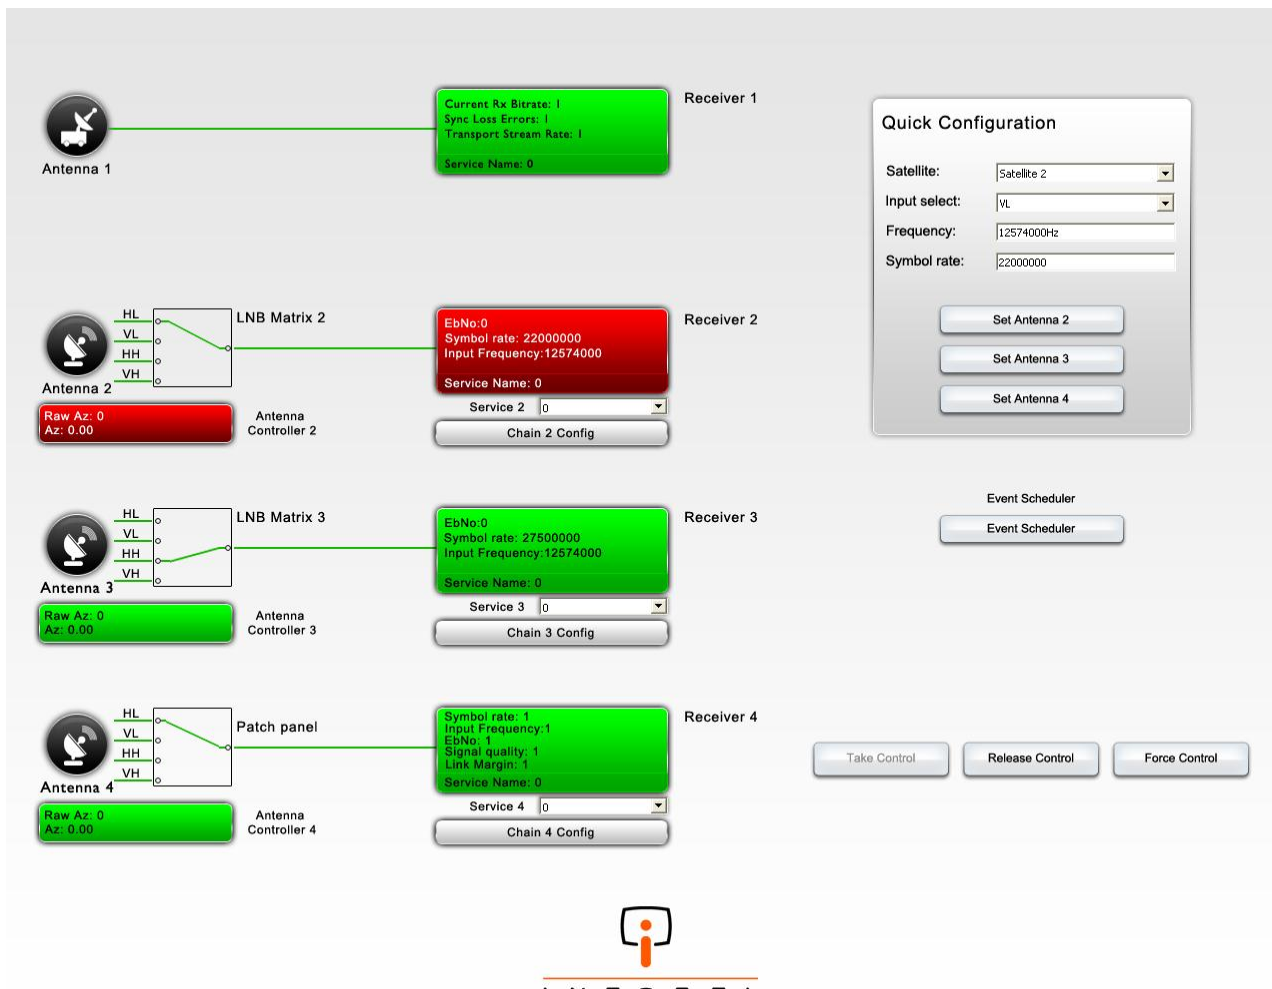 Current Rx Bitrate: 1
Sync Loss Errors: 1
Transport Stream Rate: 1
Service Name: 0
Receiver 1
Antenna 1
Quick Configuration
Satellite: Satellite 2
Input select: VL
Frequency: 12574000Hz
Symbol rate: 22000000
Set Antenna 2
Set Antenna 3
Set Antenna 4
HL
VL
HH
VH
LNB Matrix 2
Antenna 2
EbNo:0
Symbol rate: 22000000
Input Frequency:12574000
Service Name: 0
Receiver 2
Raw Az: 0
Az: 0.00
Antenna
Controller 2
Service 2 0
Chain 2 Config
Event Scheduler
Event Scheduler
HL
VL
HH
VH
LNB Matrix 3
Antenna 3
EbNo:0
Symbol rate: 27500000
Input Frequency:12574000
Service Name: 0
Receiver 3
Raw Az: 0
Az: 0.00
Antenna
Controller 3
Service 3 0
Chain 3 Config
HL
VL
HH
VH
Patch panel
Antenna 4
Symbol rate: 1
Input Frequency:1
EbNo: 1
Signal quality: 1
Link Margin: 1
Service Name: 0
Receiver 4
Take Control
Release Control
Force Control
Raw Az: 0
Az: 0.00
Antenna
Controller 4
Service 4 0
Chain 4 Config